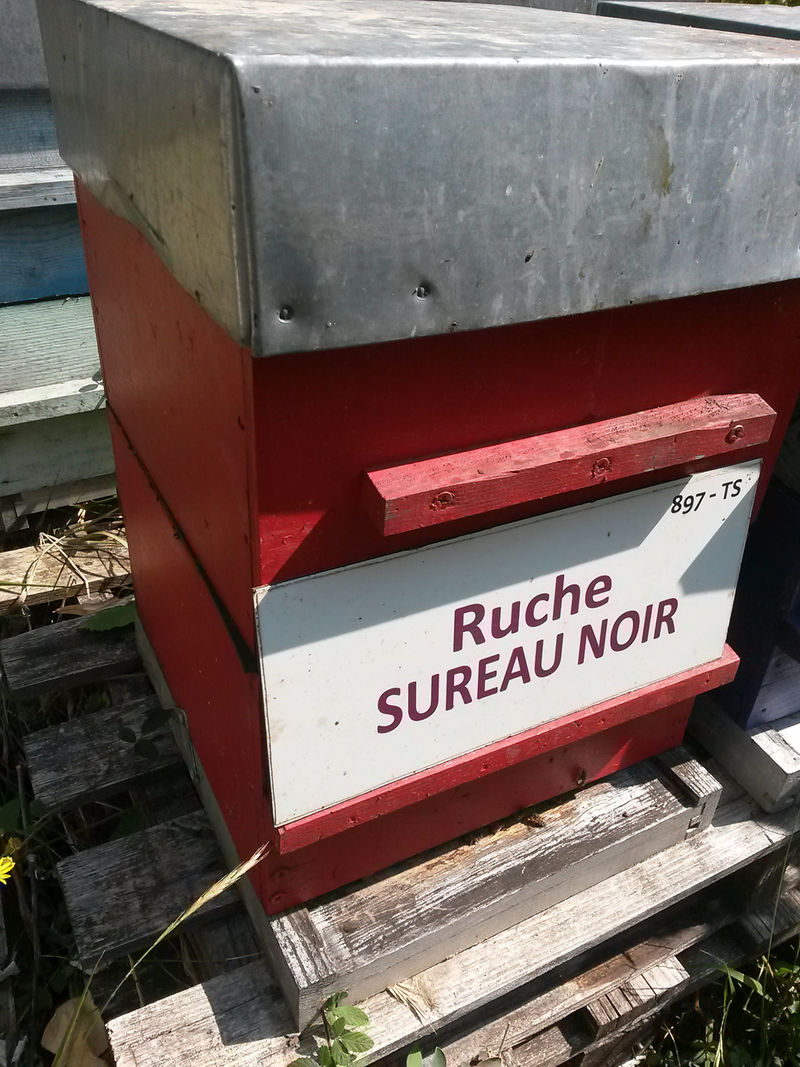 897 - TS
Ruche
SUREAU NOIR